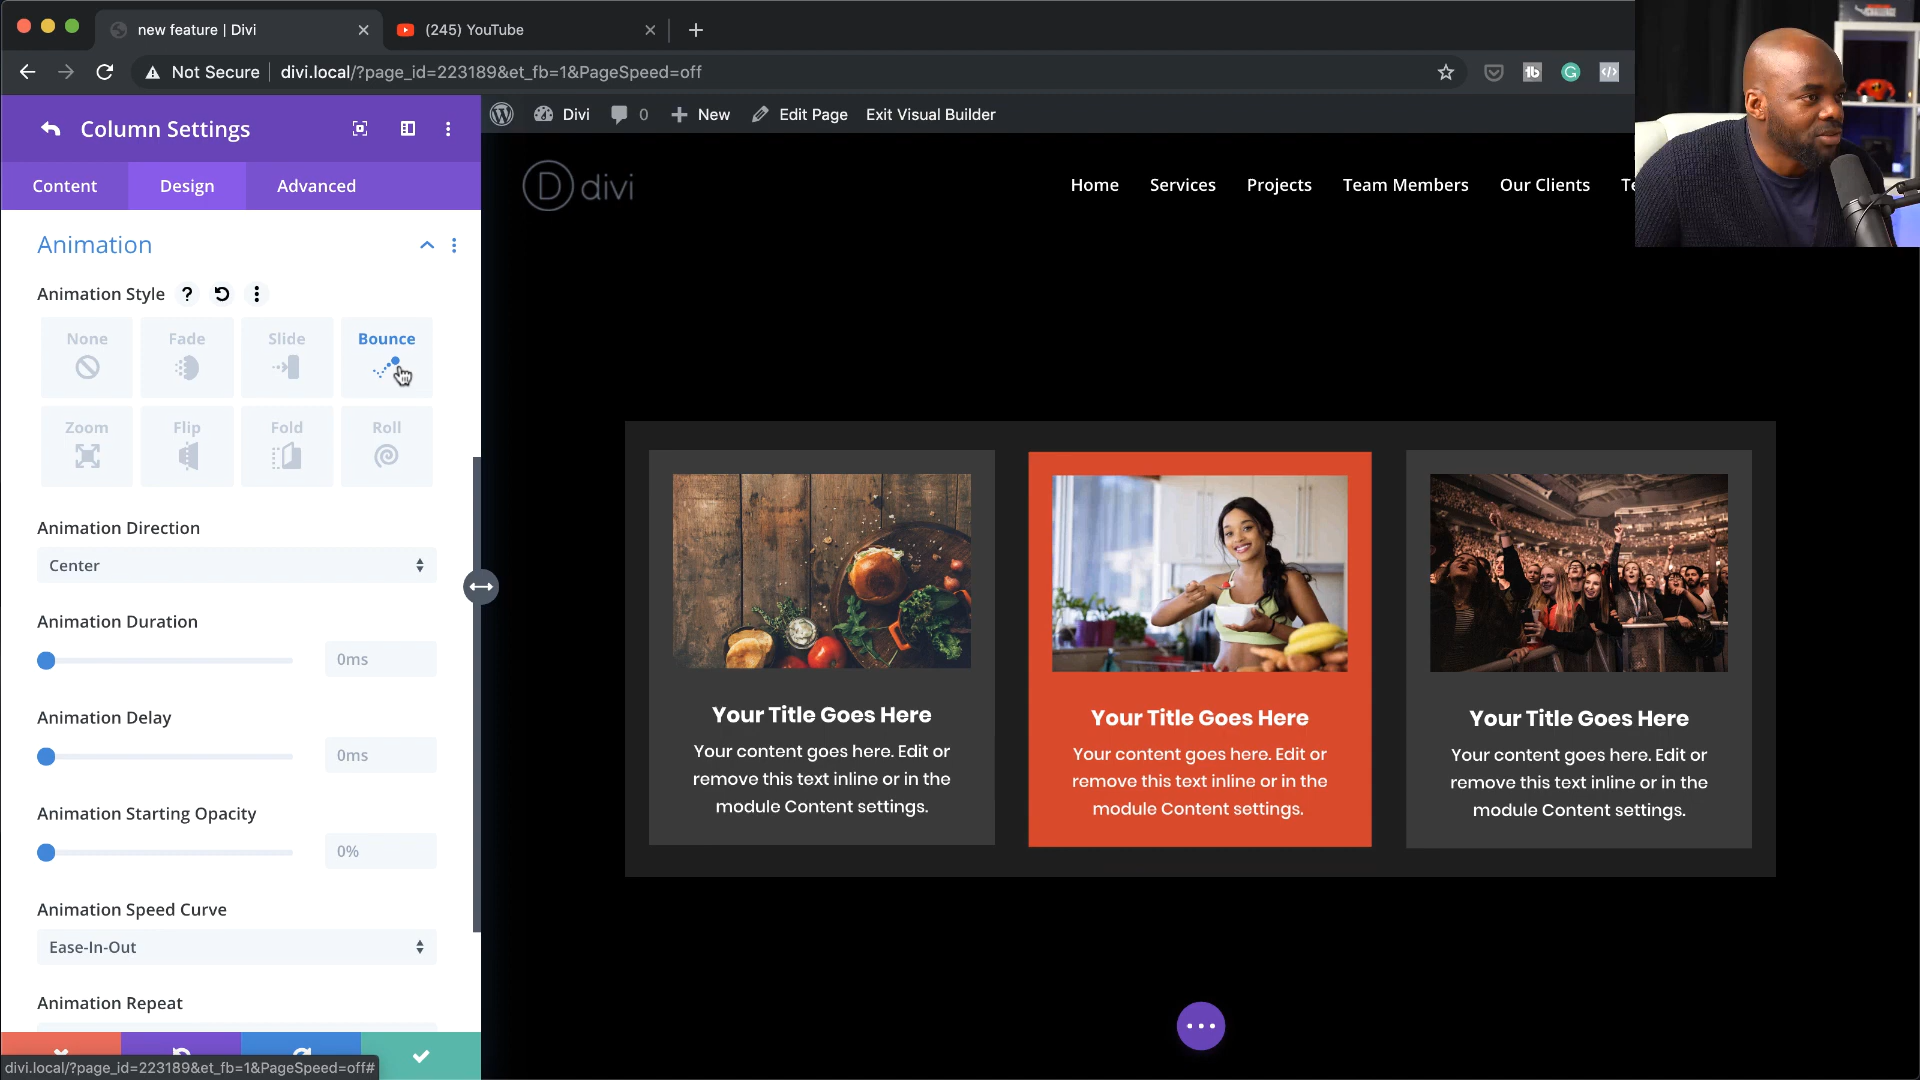 new feature | Divi
(245) YouTube
Not Secure
divi.local/?page_id=223189&et_fb=1&PageSpeed=off
tb
G
</>
Column Settings
Content
Design
Advanced
Divi
0
New
Edit Page
Exit Visual Builder
D divi
Home
Services
Projects
Team Members
Our Clients
Animation
Animation Style
?
None
Fade
Slide
Bounce
Zoom
Flip
Fold
Roll
Animation Direction
Center
Animation Duration
0ms
Animation Delay
0ms
Animation Starting Opacity
0%
Animation Speed Curve
Ease-In-Out
Animation Repeat
divi.local/?page_id=223189&et_fb=1&PageSpeed=off#
Your Title Goes Here
Your content goes here. Edit or
remove this text inline or in the
module Content settings.
Your Title Goes Here
Your content goes here. Edit or
remove this text inline or in the
module Content settings.
Your Title Goes Here
Your content goes here. Edit or
remove this text inline or in the
module Content settings.